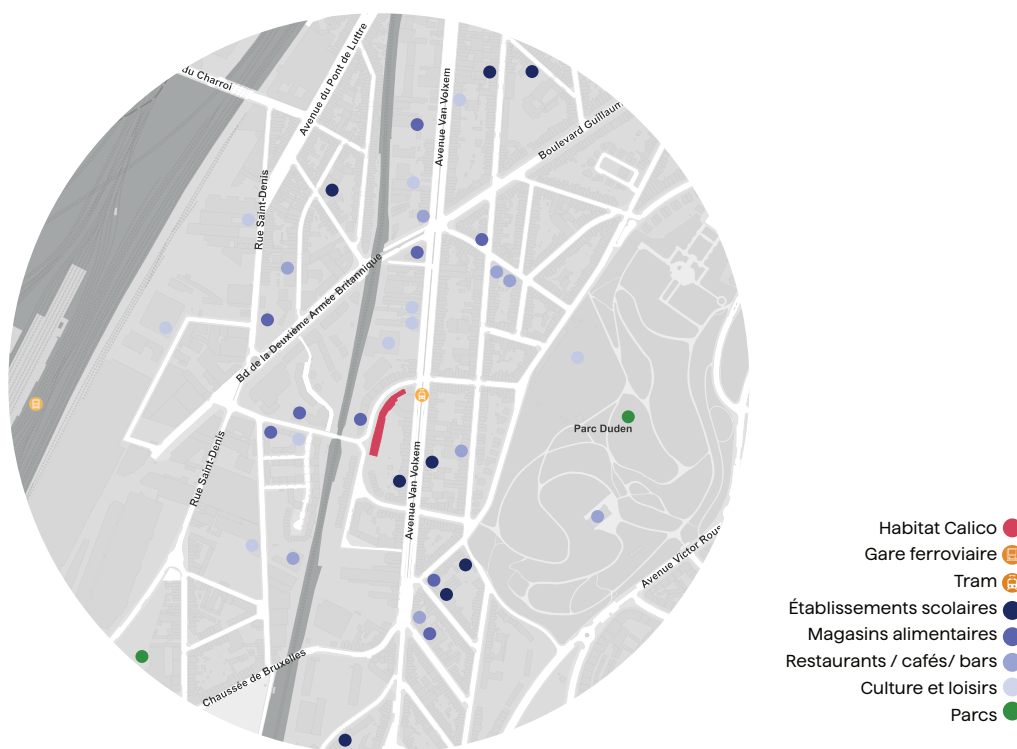 du Charroi
Avenue du Pont de Luttre
Avenue Van Volxem
Boulevard Guillaum
Rue Saint-Denis
Bd de la Deuxième Armée Britannique
Parc Duden
Rue Saint-Denis
Avenue Van Volxem
Avenue Victor Rous
Chaussée de Bruxelles
Habitat Calico
Gare ferroviaire
Tram
Établissements scolaires
Magasins alimentaires
Restaurants / cafés/ bars
Culture et loisirs
Parcs